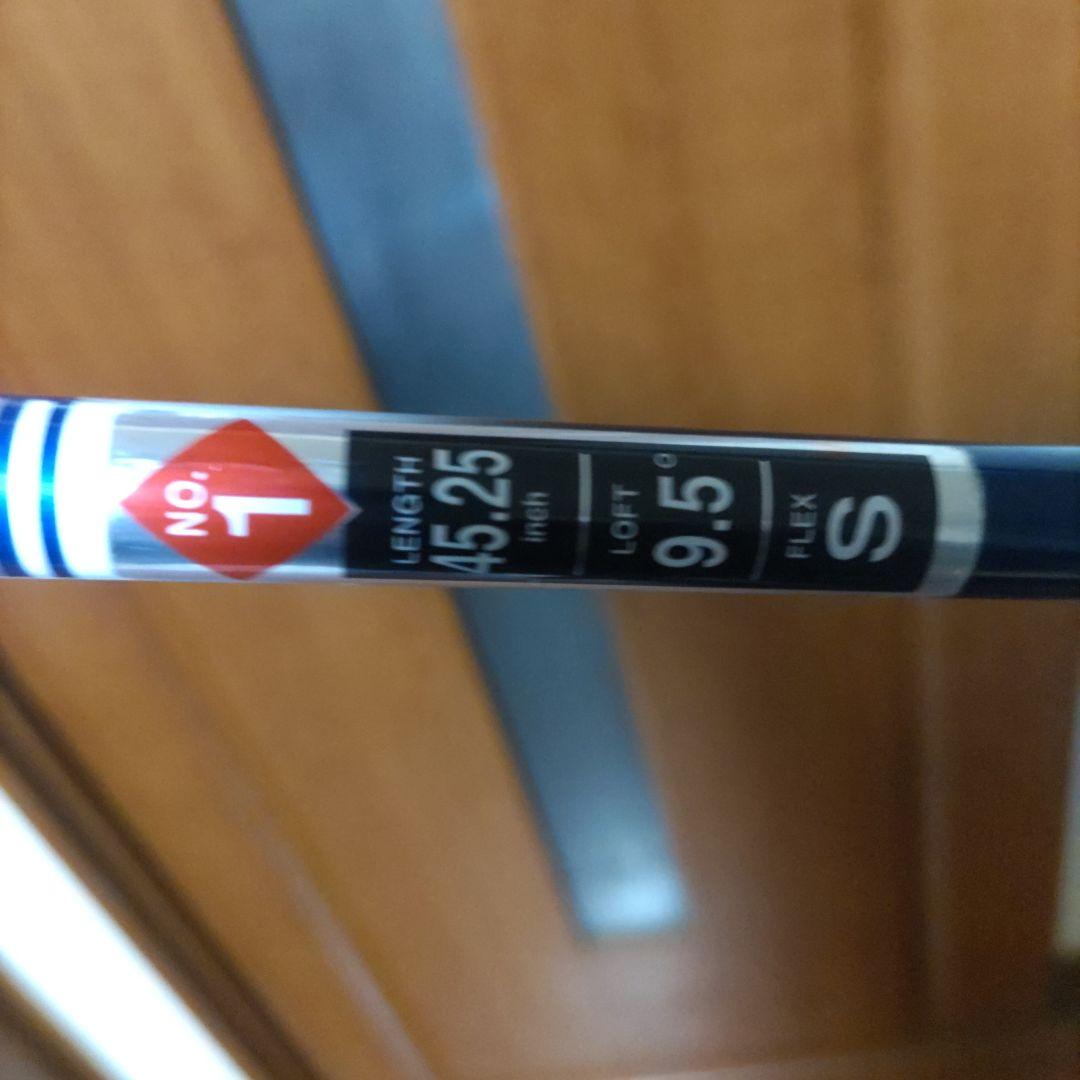 NO.
1
LENGTH
45.25
inch
LOFT
9.5°
FLEX
S